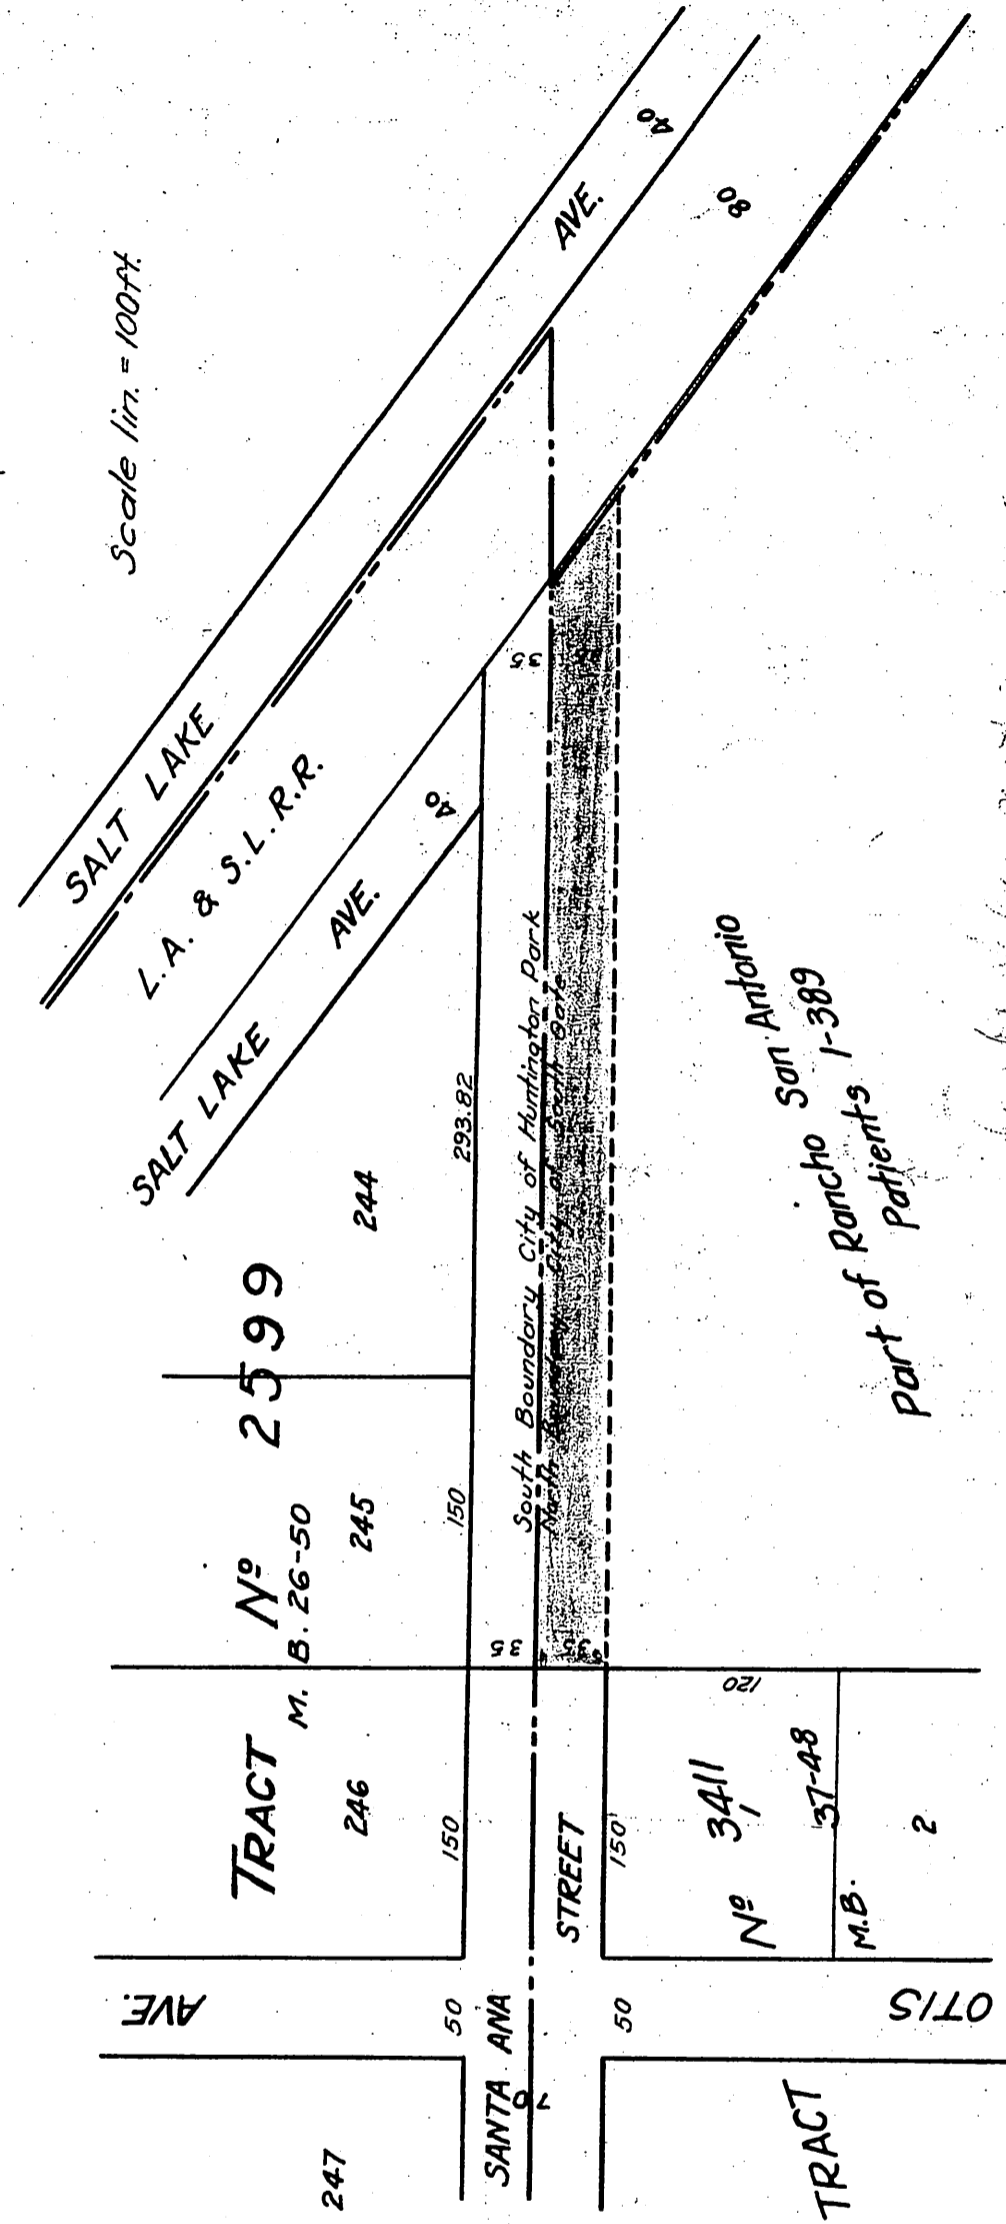 Scale 1in. = 100ft.
SALT LAKE AVE.
40
L.A. & S.L. R.R.
80
SALT LAKE AVE.
40
TRACT Nº 2599
M. B. 26-50
247
246
245
244
150
150
293.82
35
35
35
South Boundary City of Huntington Park
North Boundary City of South Gate
SANTA ANA STREET
70
50
50
OTIS AVE.
150
120
TRACT Nº 3411
M.B. 37-48
1
2
Part of Rancho San Antonio
Patients 1-389